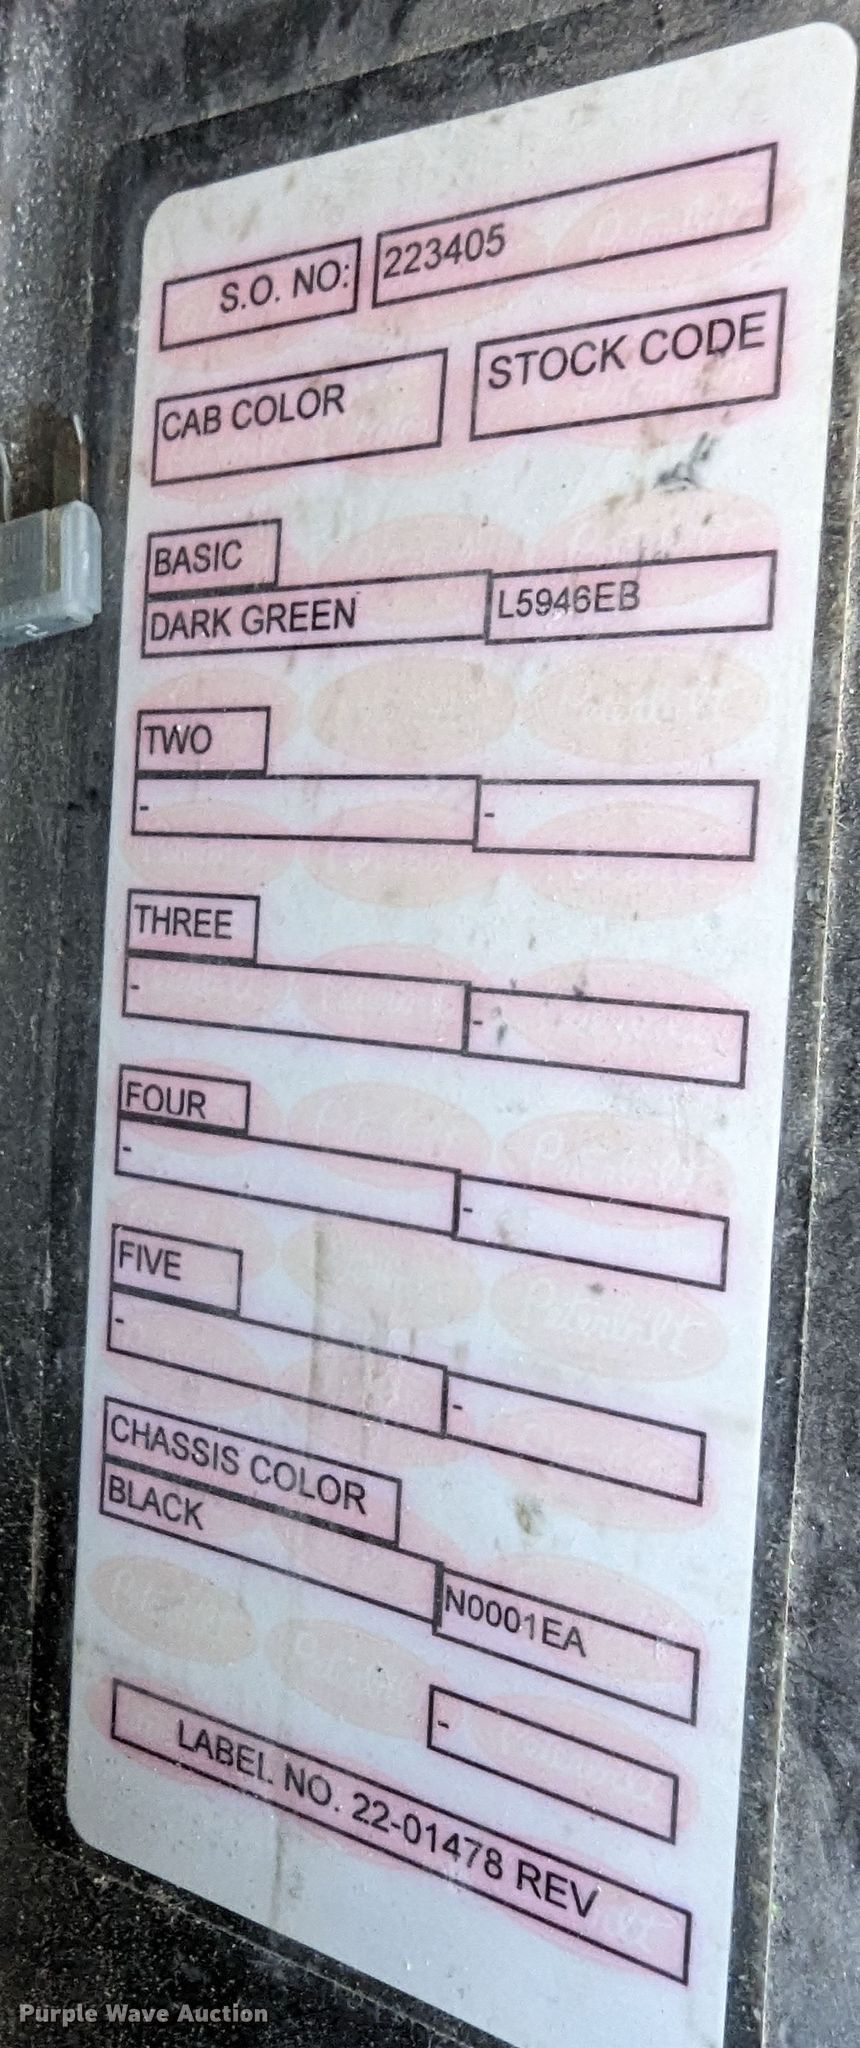 S.O. NO: 223405
CAB COLOR STOCK CODE
BASIC
DARK GREEN L5946EB
TWO
- -
THREE
- -
FOUR
- -
FIVE
- -
CHASSIS COLOR
BLACK N0001EA
-
LABEL NO. 22-01478 REV
Peterbilt
Purple Wave Auction